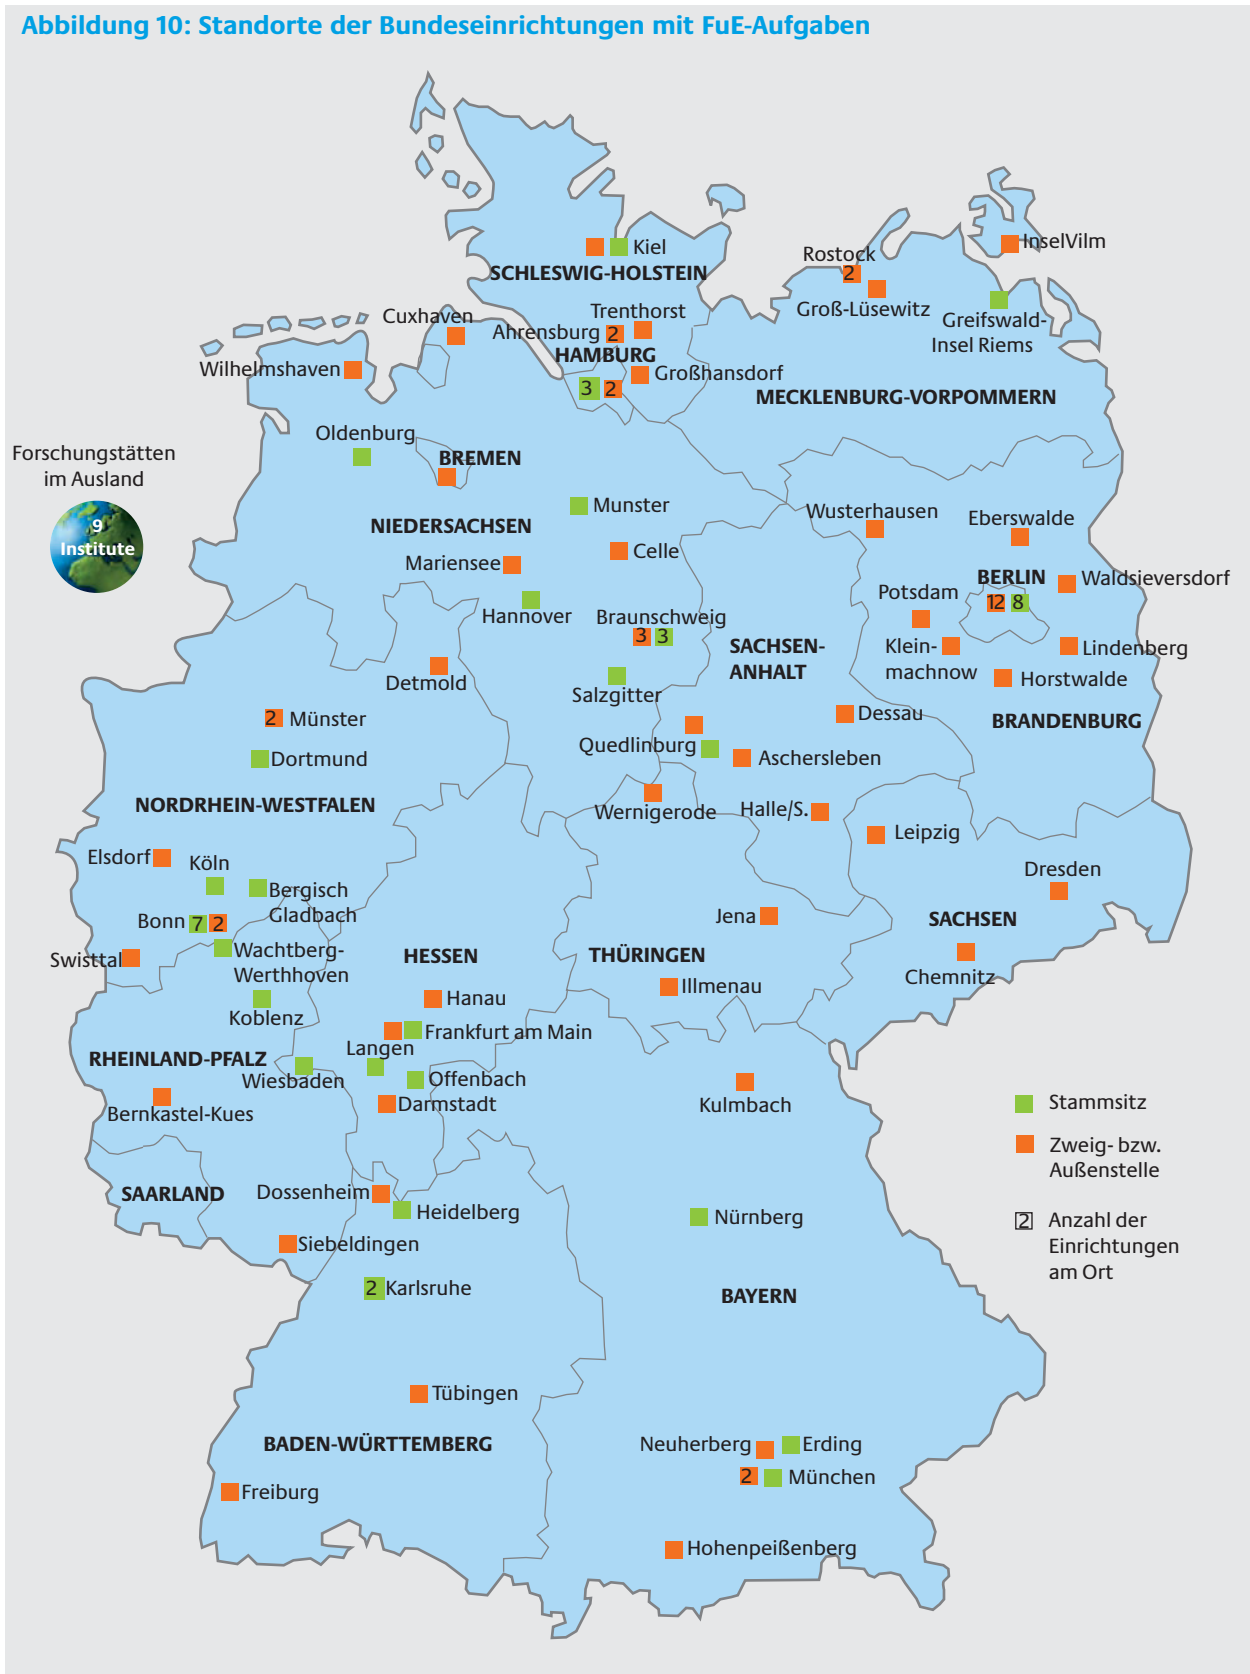 Abbildung 10: Standorte der Bundeseinrichtungen mit FuE-Aufgaben
Kiel
SCHLESWIG-HOLSTEIN
InselVilm
Rostock
2
Groß-Lüsewitz
Greifswald-
Insel Riems
Cuxhaven
Trenthorst
Ahrensburg 2
HAMBURG
Wilhelmshaven
Großhansdorf
3 2
MECKLENBURG-VORPOMMERN
Oldenburg
BREMEN
Forschungstätten
im Ausland
9
Institute
Munster
NIEDERSACHSEN
Wusterhausen
Eberswalde
Celle
Mariensee
BERLIN
Waldsieversdorf
12 8
Potsdam
Hannover
Braunschweig
3 3
Klein-
machnow
Lindenberg
SACHSEN-
ANHALT
Detmold
Salzgitter
Horstwalde
2 Münster
Dessau
BRANDENBURG
Quedlinburg
Dortmund
Aschersleben
NORDRHEIN-WESTFALEN
Wernigerode
Halle/S.
Leipzig
Elsdorf
Köln
Dresden
Bergisch
Gladbach
Bonn 7 2
Jena
SACHSEN
Swisttal
Wachtberg-
Werthhoven
HESSEN
THÜRINGEN
Chemnitz
Illmenau
Hanau
Koblenz
Frankfurt am Main
Langen
RHEINLAND-PFALZ
Wiesbaden
Offenbach
Darmstadt
Kulmbach
Bernkastel-Kues
Stammsitz
Zweig- bzw.
Außenstelle
SAARLAND
Dossenheim
Heidelberg
Nürnberg
2 Anzahl der
Einrichtungen
am Ort
Siebeldingen
2 Karlsruhe
BAYERN
Tübingen
BADEN-WÜRTTEMBERG
Neuherberg
Erding
2 München
Freiburg
Hohenpeißenberg